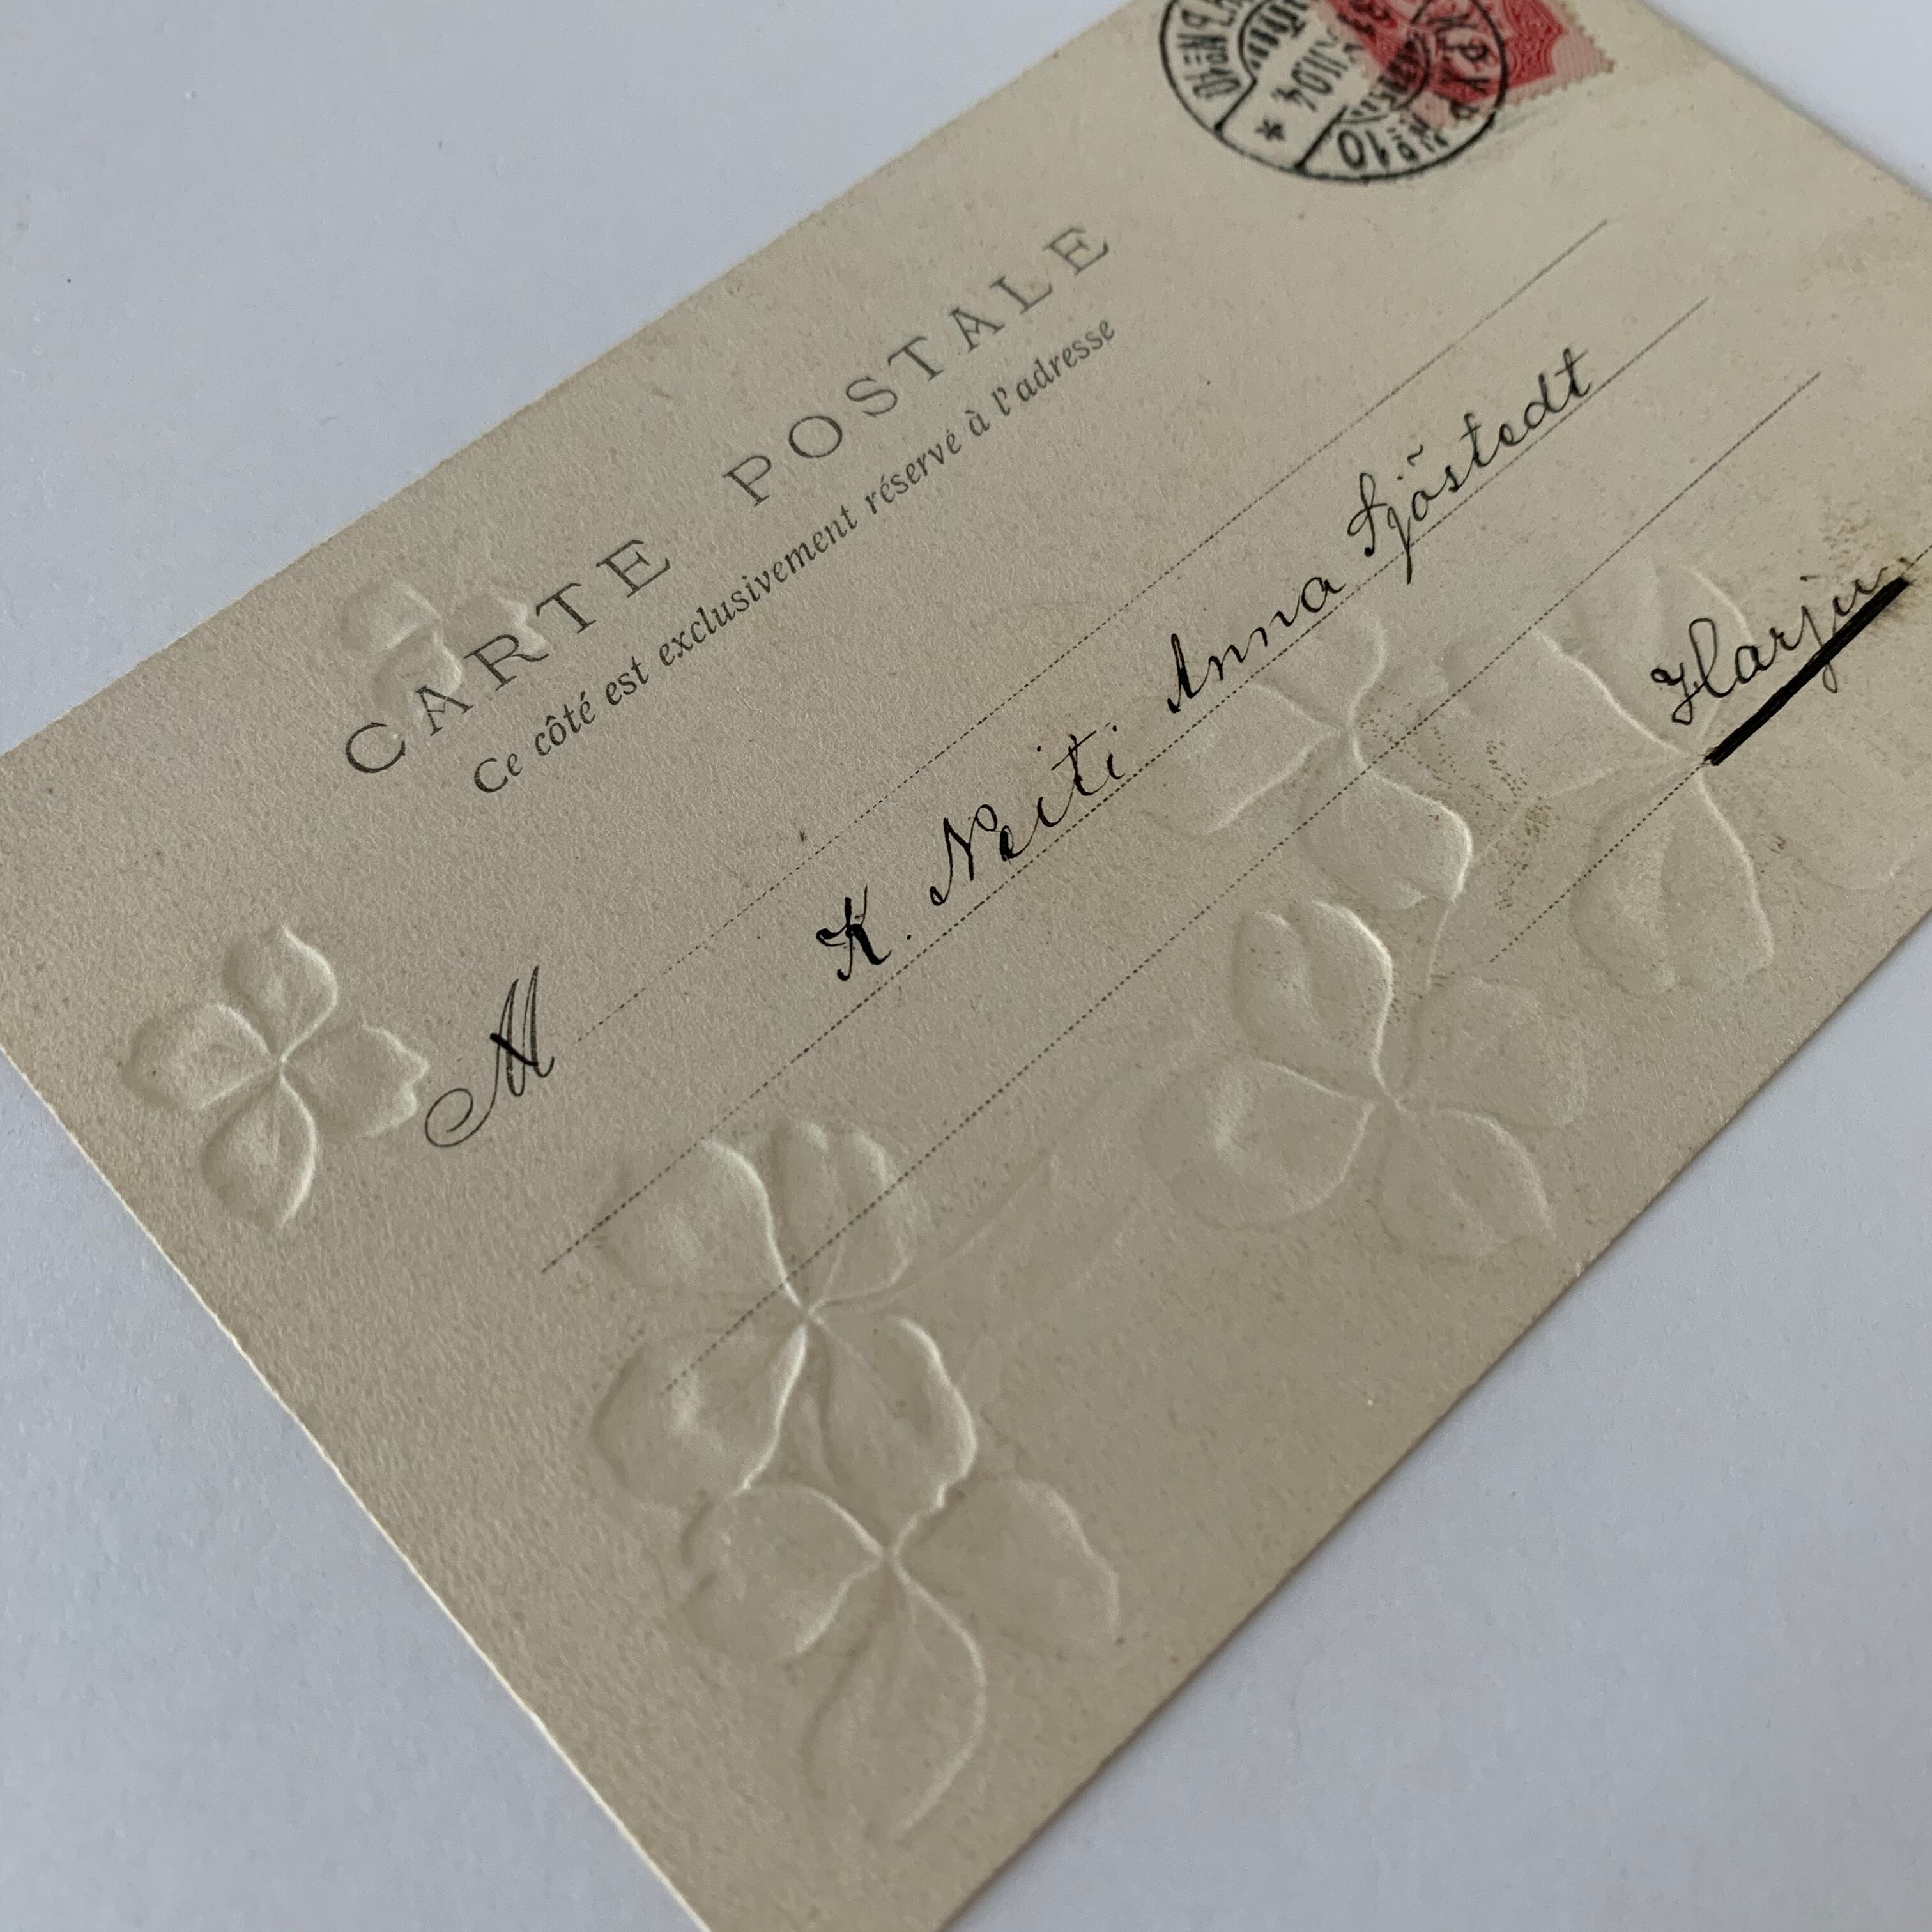 CARTE POSTALE
Ce côté est exclusivement réservé à l'adresse
M
K. Neiti Anna Sjöstedt
Harju.